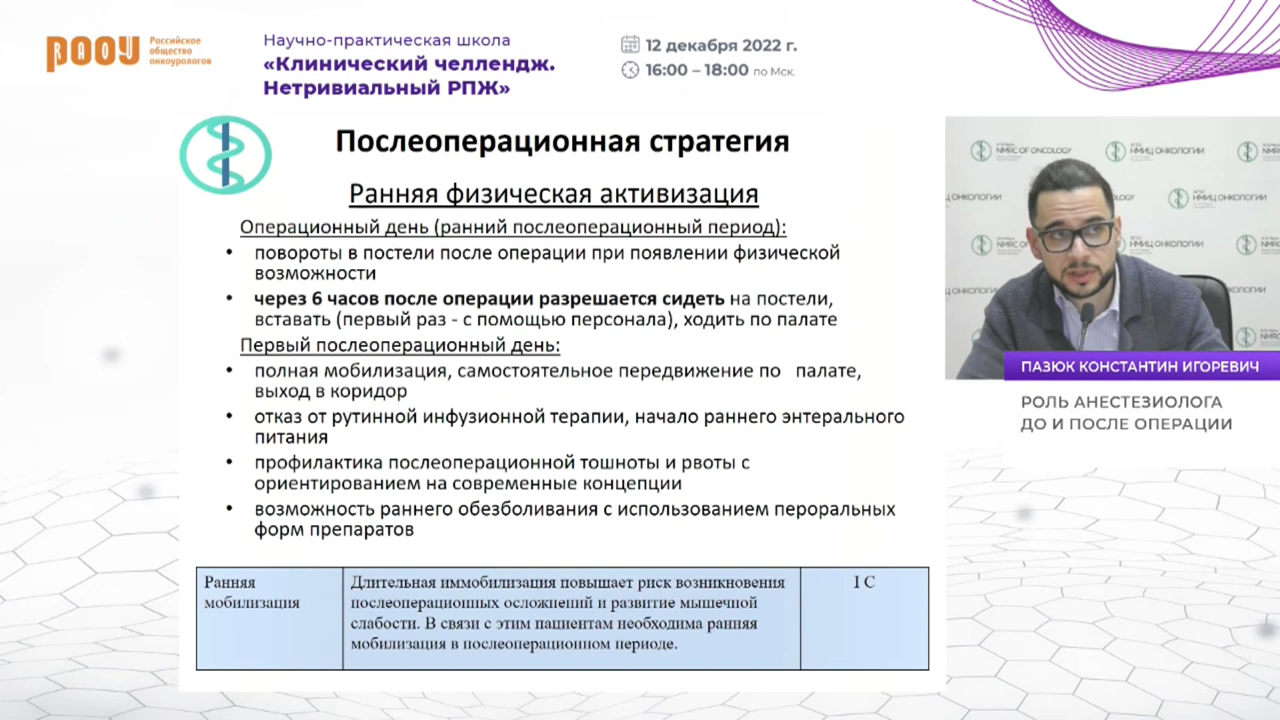 РАОУ
Российское
общество
онкоурологов
Научно-практическая школа
«Клинический челлендж.
Нетривиальный РПЖ»
12 декабря 2022 г.
16:00 – 18:00 по Мск.
Послеоперационная стратегия
Ранняя физическая активизация
Операционный день (ранний послеоперационный период):
• повороты в постели после операции при появлении физической
возможности
• через 6 часов после операции разрешается сидеть на постели,
вставать (первый раз - с помощью персонала), ходить по палате
Первый послеоперационный день:
• полная мобилизация, самостоятельное передвижение по палате,
выход в коридор
• отказ от рутинной инфузионной терапии, начало раннего энтерального
питания
• профилактика послеоперационной тошноты и рвоты с
ориентированием на современные концепции
• возможность раннего обезболивания с использованием пероральных
форм препаратов
Ранняя
мобилизация
Длительная иммобилизация повышает риск возникновения
послеоперационных осложнений и развитие мышечной
слабости. В связи с этим пациентам необходима ранняя
мобилизация в послеоперационном периоде.
I C
NMRC OF ONCOLOGY
НМИЦ ОНКОЛОГИИ
ПАЗЮК КОНСТАНТИН ИГОРЕВИЧ
РОЛЬ АНЕСТЕЗИОЛОГА
ДО И ПОСЛЕ ОПЕРАЦИИ